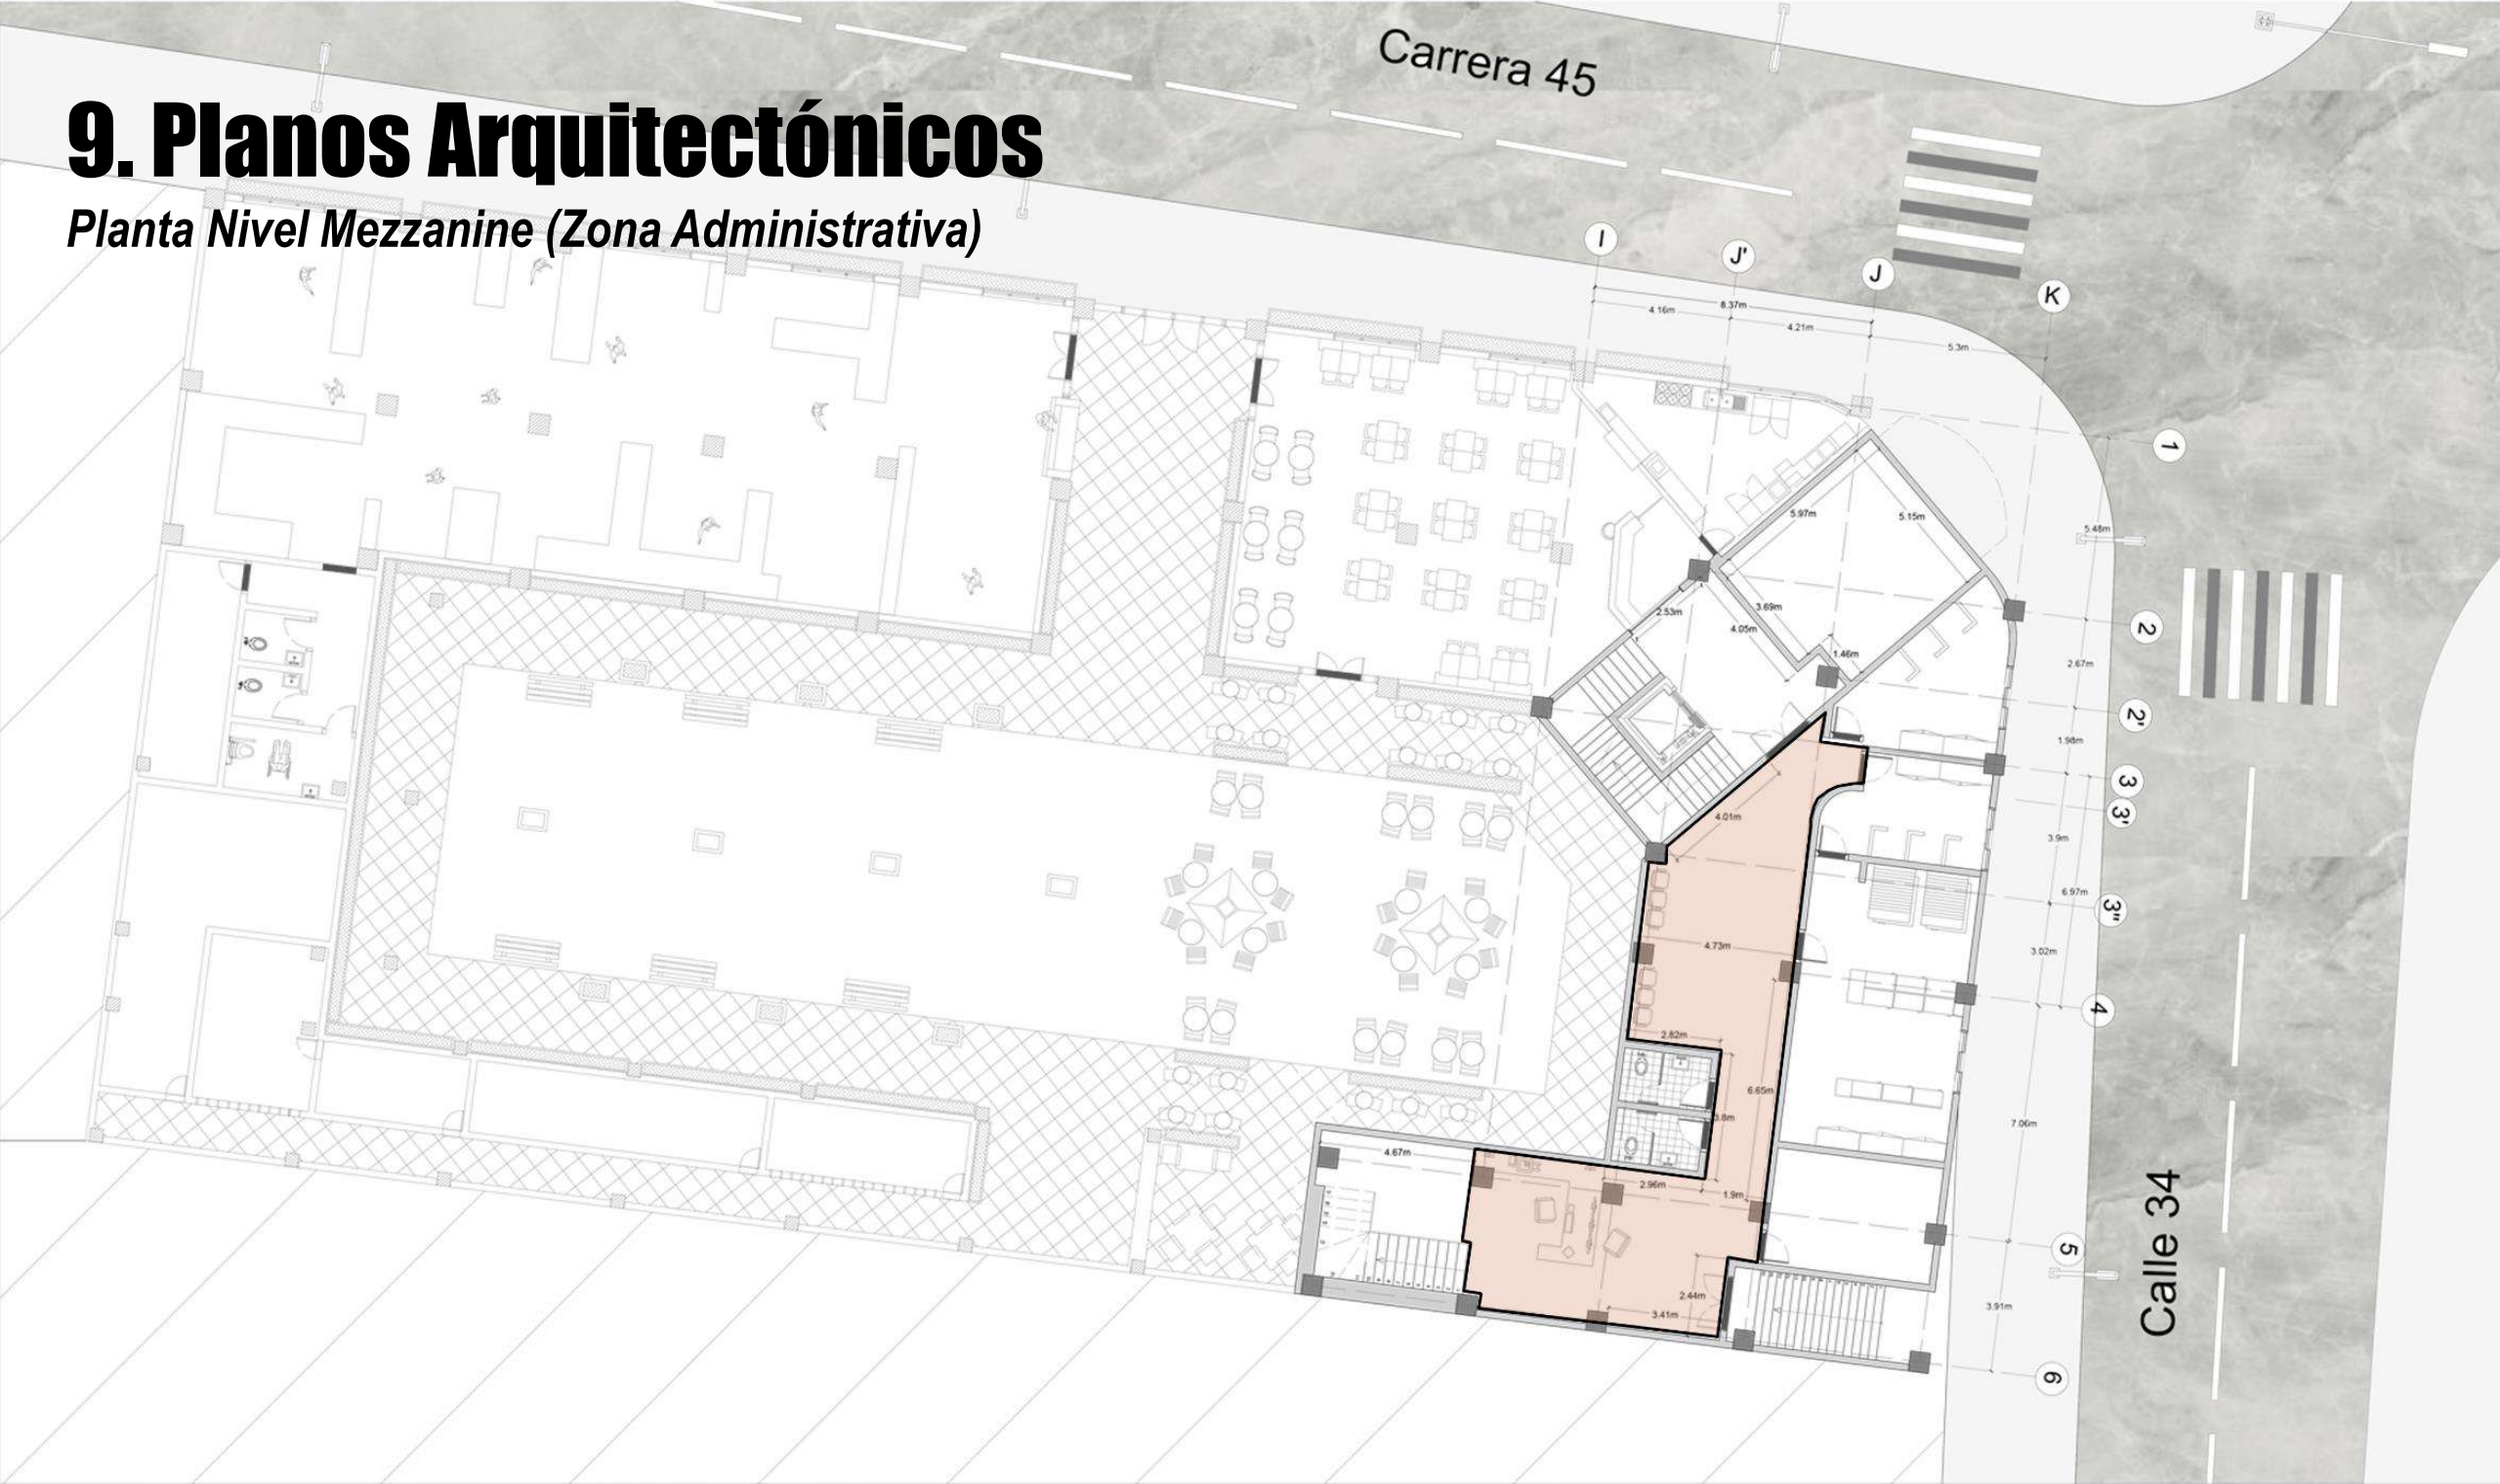 Carrera 45
9. Planos Arquitectónicos
Planta Nivel Mezzanine (Zona Administrativa)
I
J'
J
K
8.37m
4.16m
4.21m
5.3m
1
5.97m
5.15m
5.48m
2
2.53m
3.69m
4.05m
1.46m
2.67m
2'
1.98m
3
3'
4.01m
3.9m
6.97m
3"
4.73m
3.02m
4
2.82m
6.65m
3.8m
7.06m
4.67m
2.96m
1.9m
5
2.44m
3.41m
3.91m
Calle 34
6